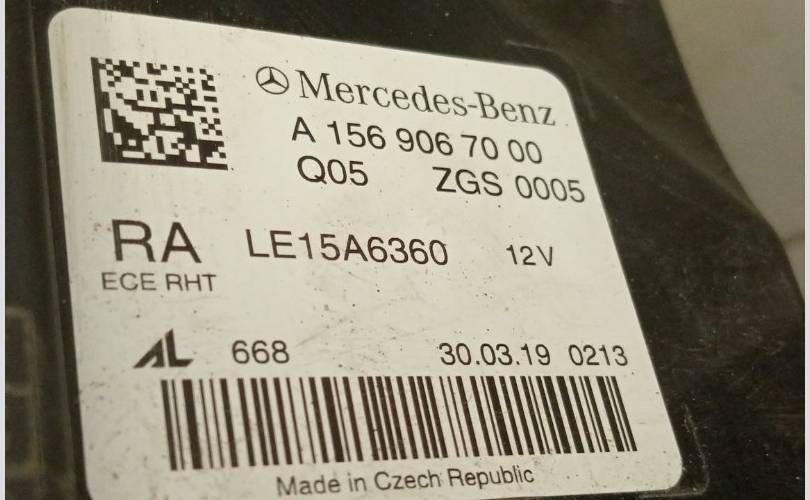 Mercedes-Benz
A 156 906 70 00
Q05 ZGS 0005
RA LE15A6360 12V
ECE RHT
AL 668 30.03.19 0213
Made in Czech Republic